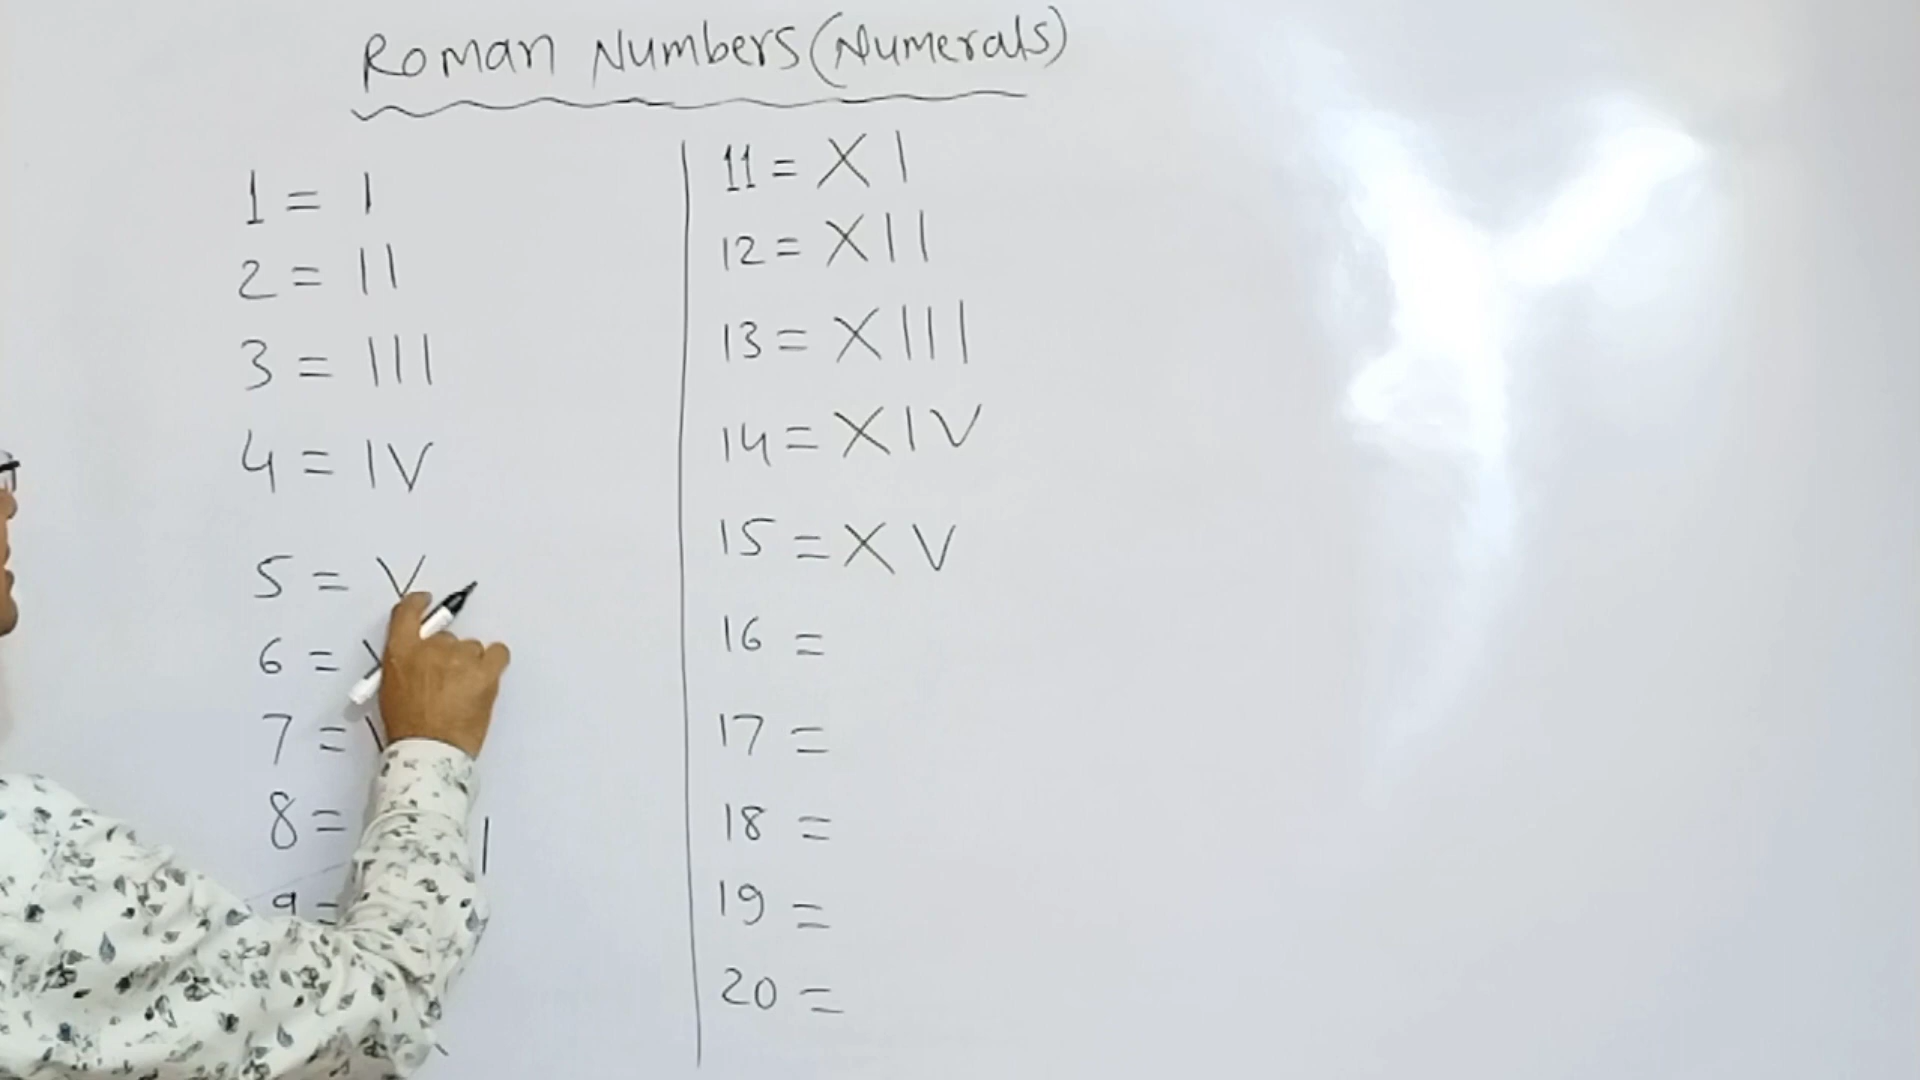 Roman Numbers (Numerals)
1 = I
2 = II
3 = III
4 = IV
5 = V
6 =
7 =
8 =
9 =
11 = XI
12 = XII
13 = XIII
14 = XIV
15 = XV
16 =
17 =
18 =
19 =
20 =